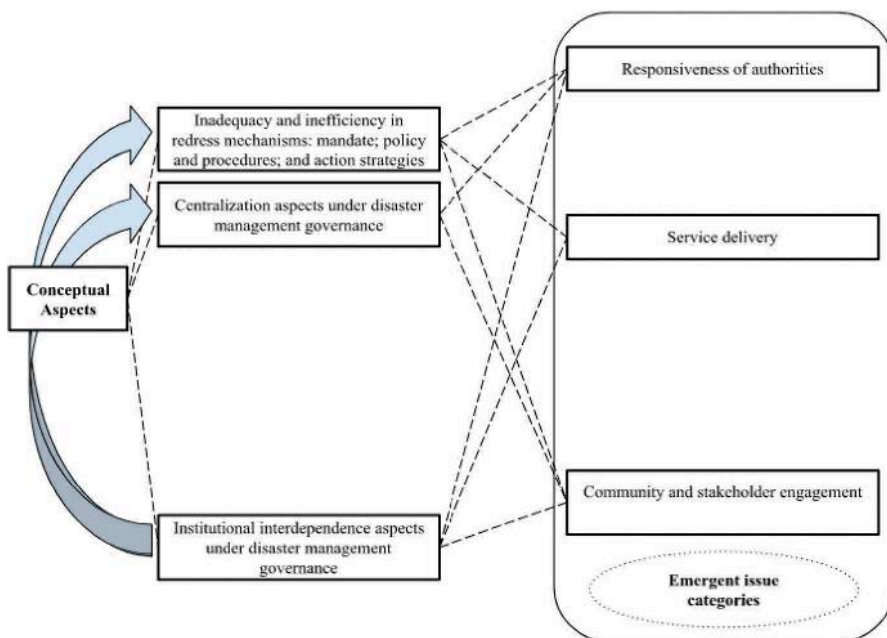 Responsiveness of authorities
Inadequacy and inefficiency in
redress mechanisms: mandate; policy
and procedures; and action strategies
Centralization aspects under disaster
management governance
Service delivery
Conceptual
Aspects
Community and stakeholder engagement
Institutional interdependence aspects
under disaster management
governance
Emergent issue
categories